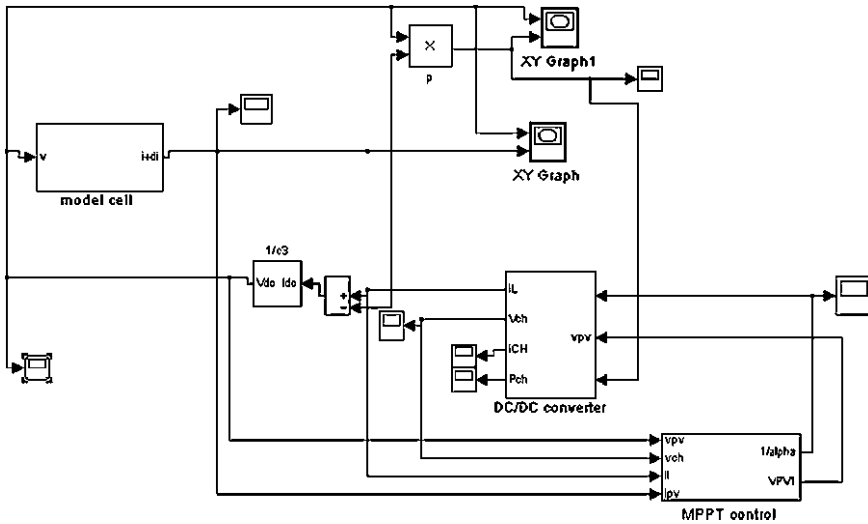 X
XY Graph1
p
v
i+di
model cell
XY Graph
1/c3
Vdc Idc
+
-
iL
Vch
iCH
Pch
vpv
DC/DC converter
vpv
vch
Il
Ipv
1/alpha
VPV1
MPPT control